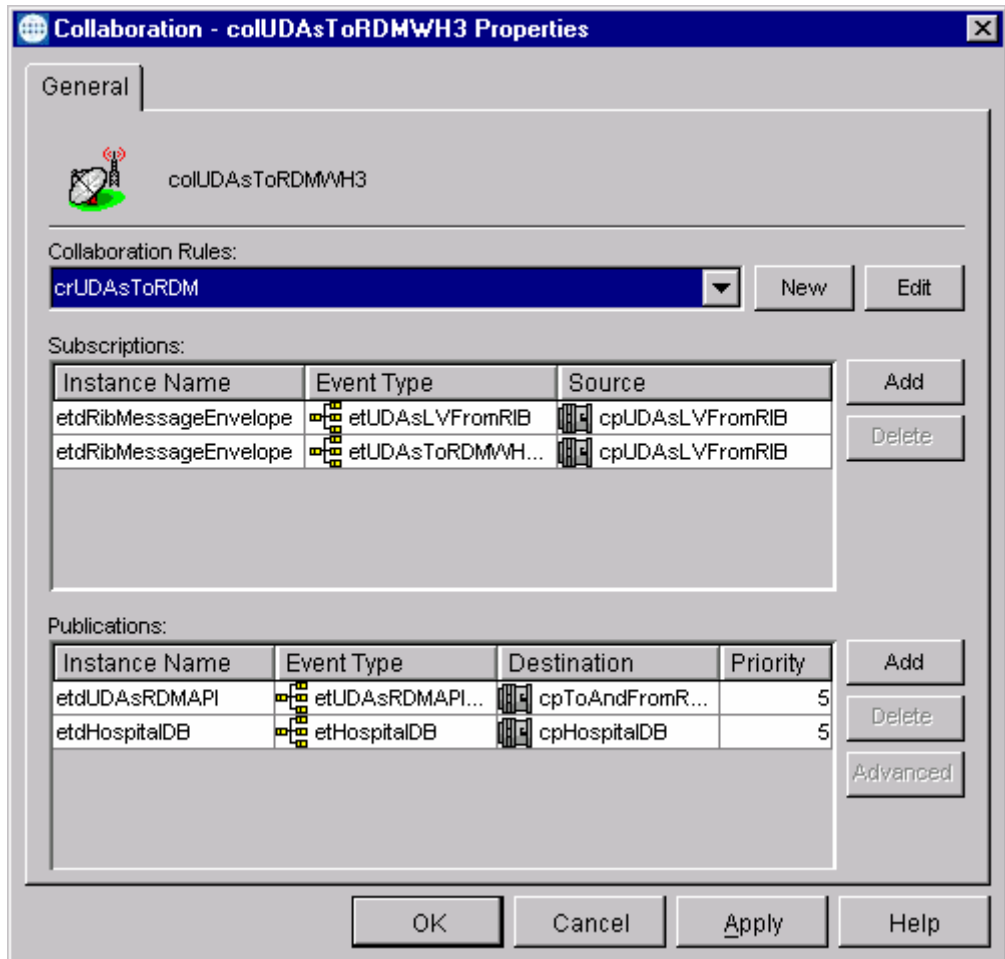 Collaboration - colUDAsToRDMWH3 Properties
General
colUDAsToRDMWH3
Collaboration Rules:
crUDAsToRDM New Edit
Subscriptions:
Instance Name Event Type Source Add
etdRibMessageEnvelope etUDAsLVFromRIB cpUDAsLVFromRIB Delete
etdRibMessageEnvelope etUDAsToRDMWH... cpUDAsLVFromRIB
Publications:
Instance Name Event Type Destination Priority Add
etdUDAsRDMAPI etUDAsRDMAPI... cpToAndFromR... 5 Delete
etdHospitalDB etHospitalDB cpHospitalDB 5
Advanced
OK Cancel Apply Help